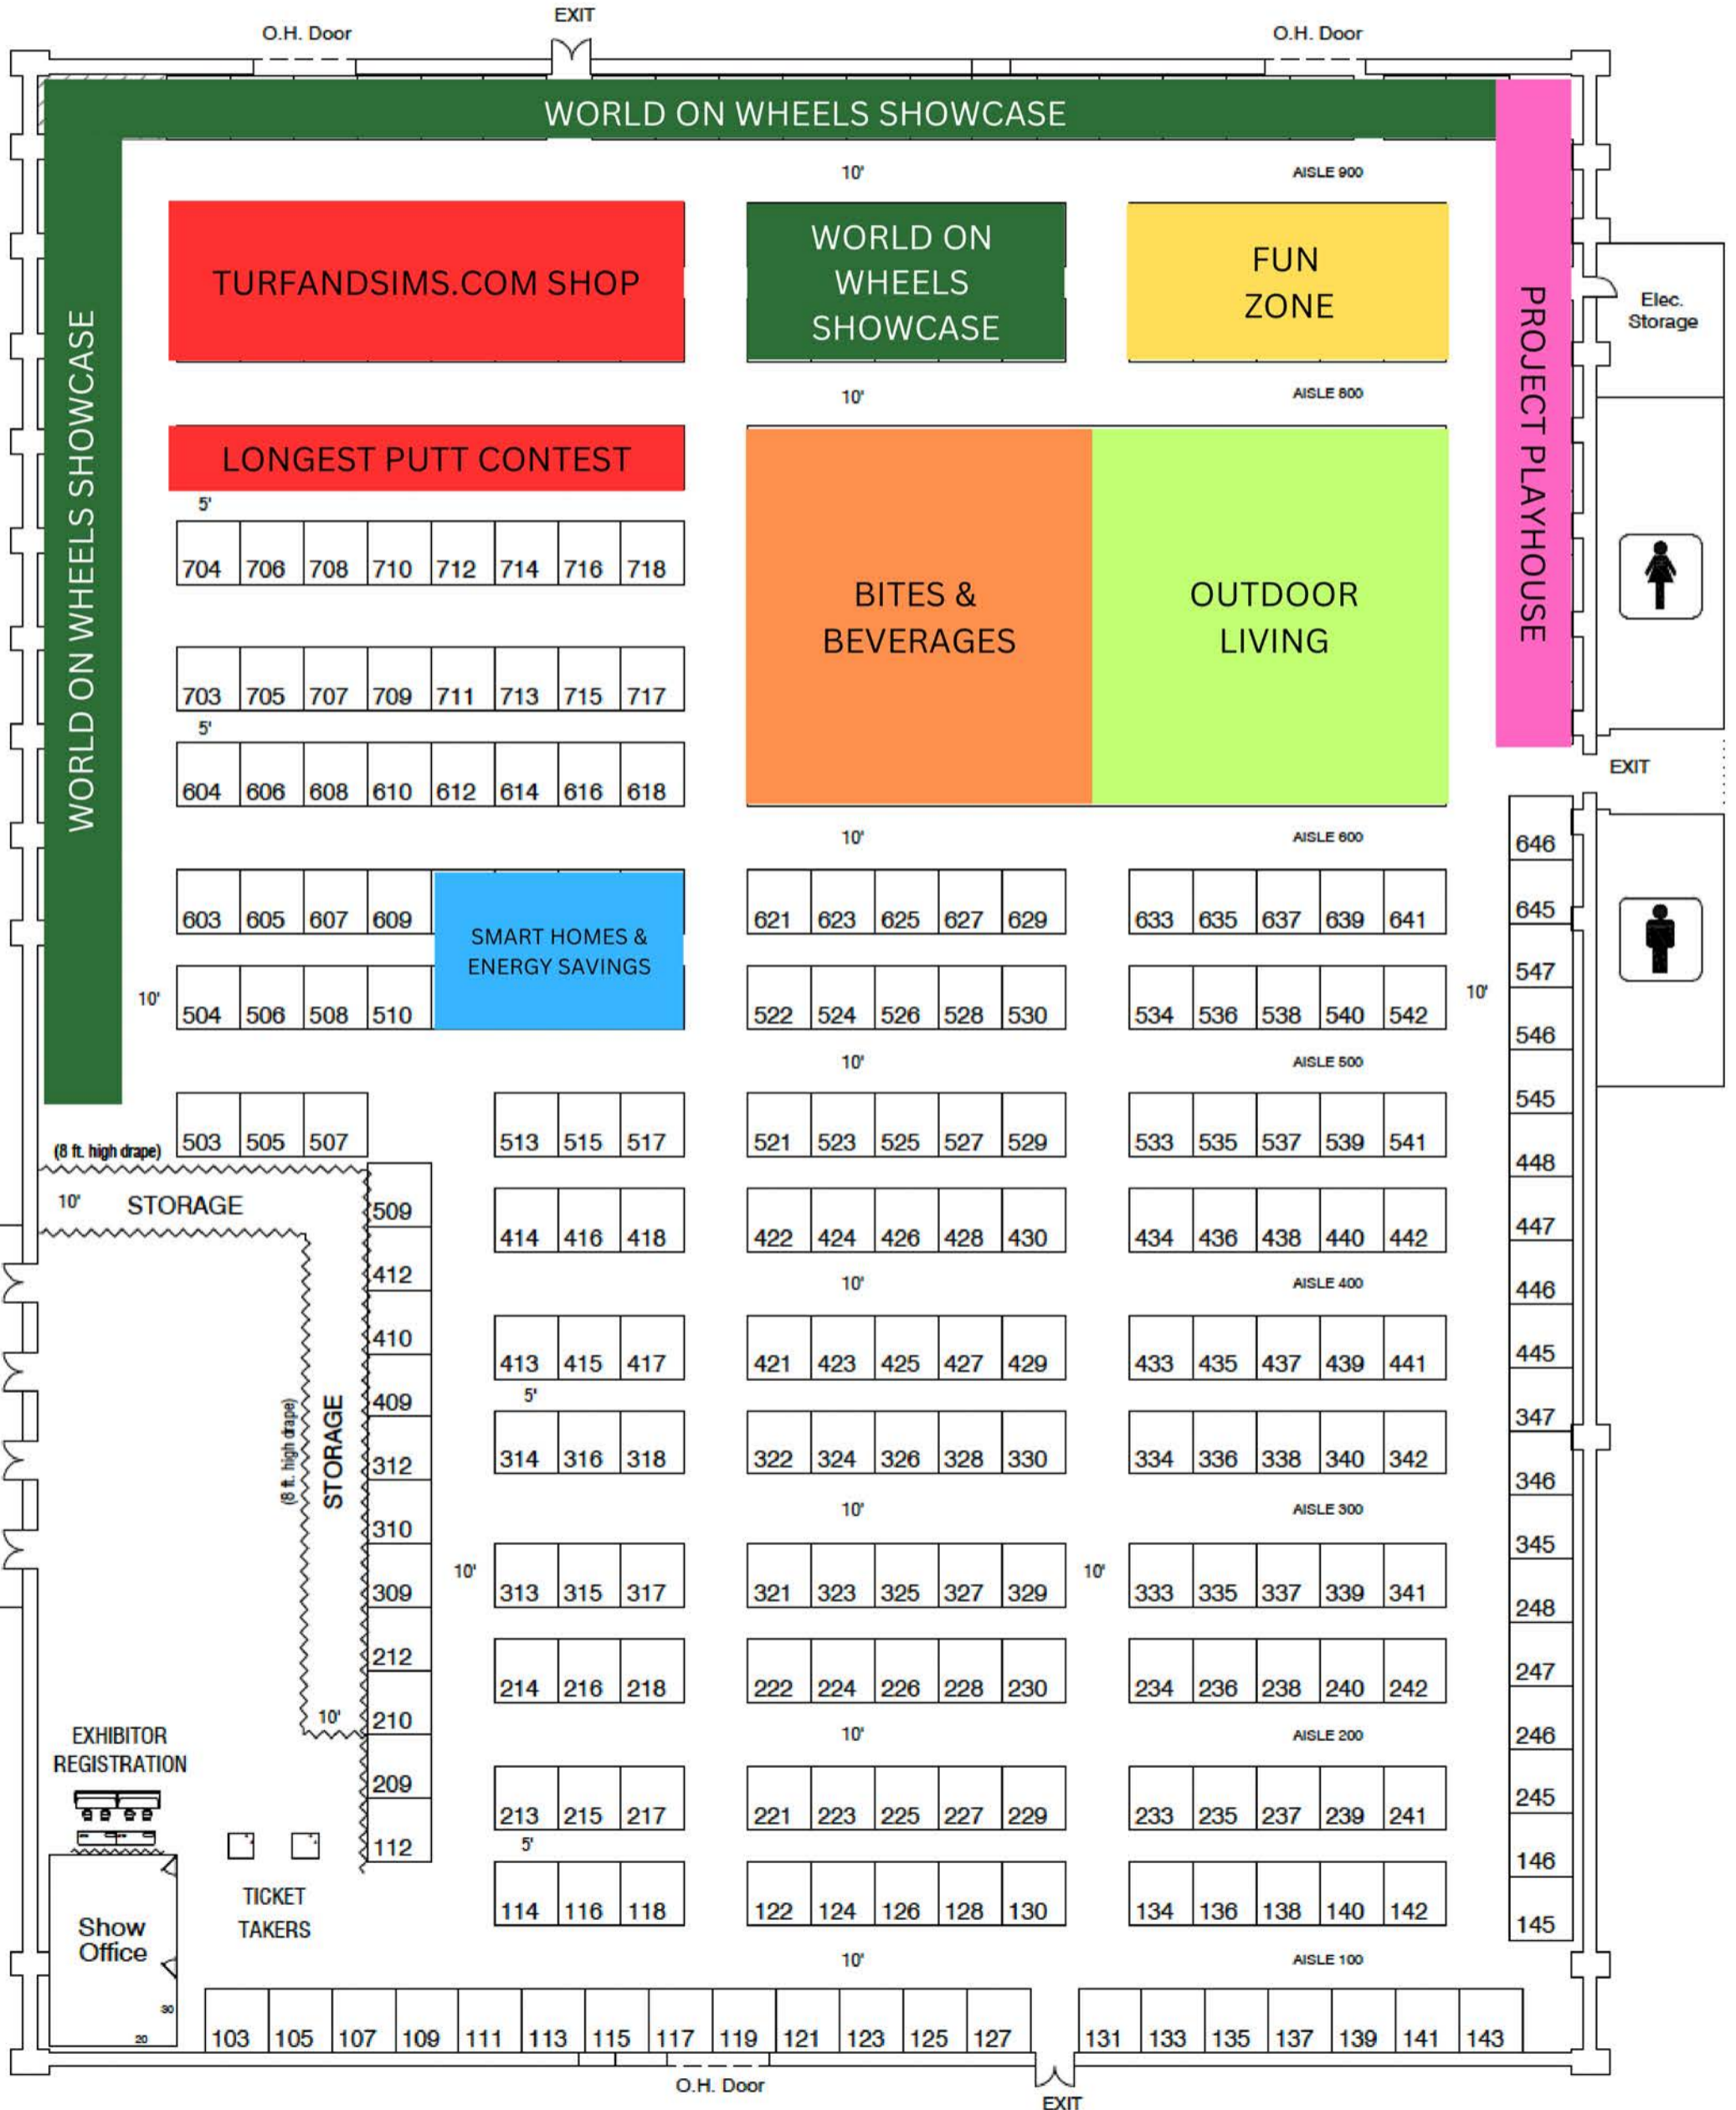 EXIT
O.H. Door
O.H. Door
WORLD ON WHEELS SHOWCASE
10'
AISLE 900
TURFANDSIMS.COM SHOP
WORLD ON
WHEELS
SHOWCASE
FUN
ZONE
PROJECT PLAYHOUSE
Elec.
Storage
WORLD ON WHEELS SHOWCASE
10'
AISLE 800
LONGEST PUTT CONTEST
5'
704 706 708 710 712 714 716 718
BITES &
BEVERAGES
OUTDOOR
LIVING
703 705 707 709 711 713 715 717
5'
604 606 608 610 612 614 616 618
EXIT
10'
AISLE 600
603 605 607 609
SMART HOMES &
ENERGY SAVINGS
621 623 625 627 629
633 635 637 639 641
10'
504 506 508 510
522 524 526 528 530
534 536 538 540 542
10'
10'
AISLE 500
503 505 507
513 515 517
521 523 525 527 529
533 535 537 539 541
(8 ft. high drape)
10'
STORAGE
414 416 418
422 424 426 428 430
434 436 438 440 442
10'
AISLE 400
413 415 417
421 423 425 427 429
433 435 437 439 441
5'
314 316 318
322 324 326 328 330
334 336 338 340 342
(8 ft. high drape)
STORAGE
10'
AISLE 300
10'
313 315 317
321 323 325 327 329
10'
333 335 337 339 341
214 216 218
222 224 226 228 230
234 236 238 240 242
10'
10'
AISLE 200
213 215 217
221 223 225 227 229
233 235 237 239 241
5'
114 116 118
122 124 126 128 130
134 136 138 140 142
10'
AISLE 100
509
412
410
409
312
310
309
212
210
209
112
646
645
547
546
545
448
447
446
445
347
346
345
248
247
246
245
146
145
EXHIBITOR
REGISTRATION
TICKET
TAKERS
Show
Office
30
20
103 105 107 109 111 113 115 117 119 121 123 125 127
131 133 135 137 139 141 143
O.H. Door
EXIT